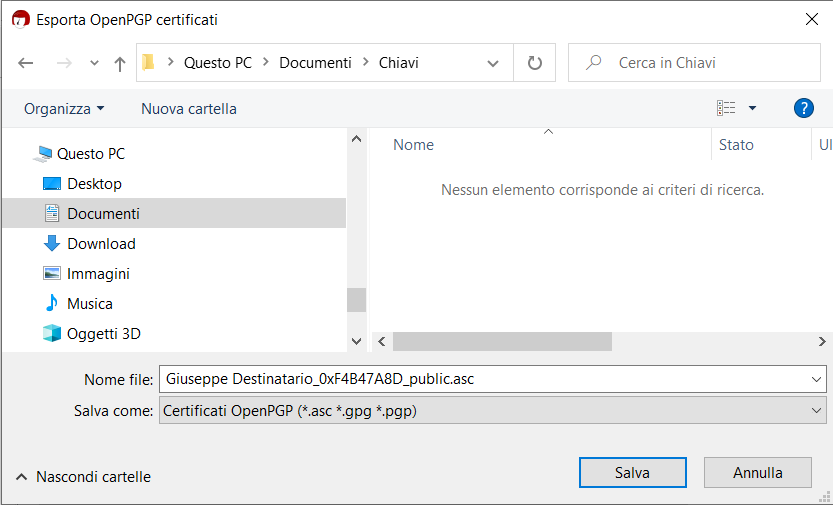 Esporta OpenPGP certificati
Questo PC Documenti Chiavi
Cerca in Chiavi
Organizza Nuova cartella
?
Questo PC
Desktop
Documenti
Download
Immagini
Musica
Oggetti 3D
Nome Stato Ul
Nessun elemento corrisponde ai criteri di ricerca.
Nome file: Giuseppe Destinatario_0xF4B47A8D_public.asc
Salva come: Certificati OpenPGP (*.asc *.gpg *.pgp)
Nascondi cartelle
Salva Annulla